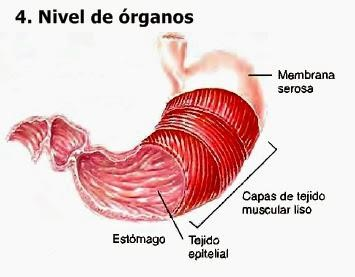 4. Nivel de órganos
Membrana
serosa
Capas de tejido
muscular liso
Estómago
Tejido
epitelial